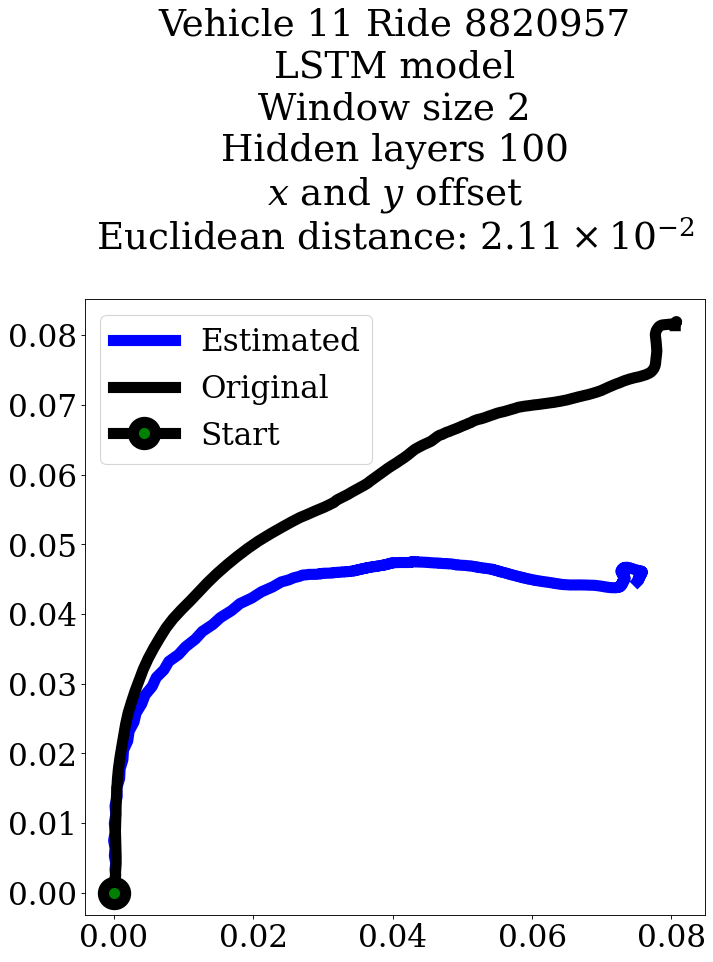 Vehicle 11 Ride 8820957
LSTM model
Window size 2
Hidden layers 100
x and y offset
Euclidean distance: 2.11 × 10⁻²
Estimated
Original
Start
0.08
0.07
0.06
0.05
0.04
0.03
0.02
0.01
0.00
0.00 0.02 0.04 0.06 0.08